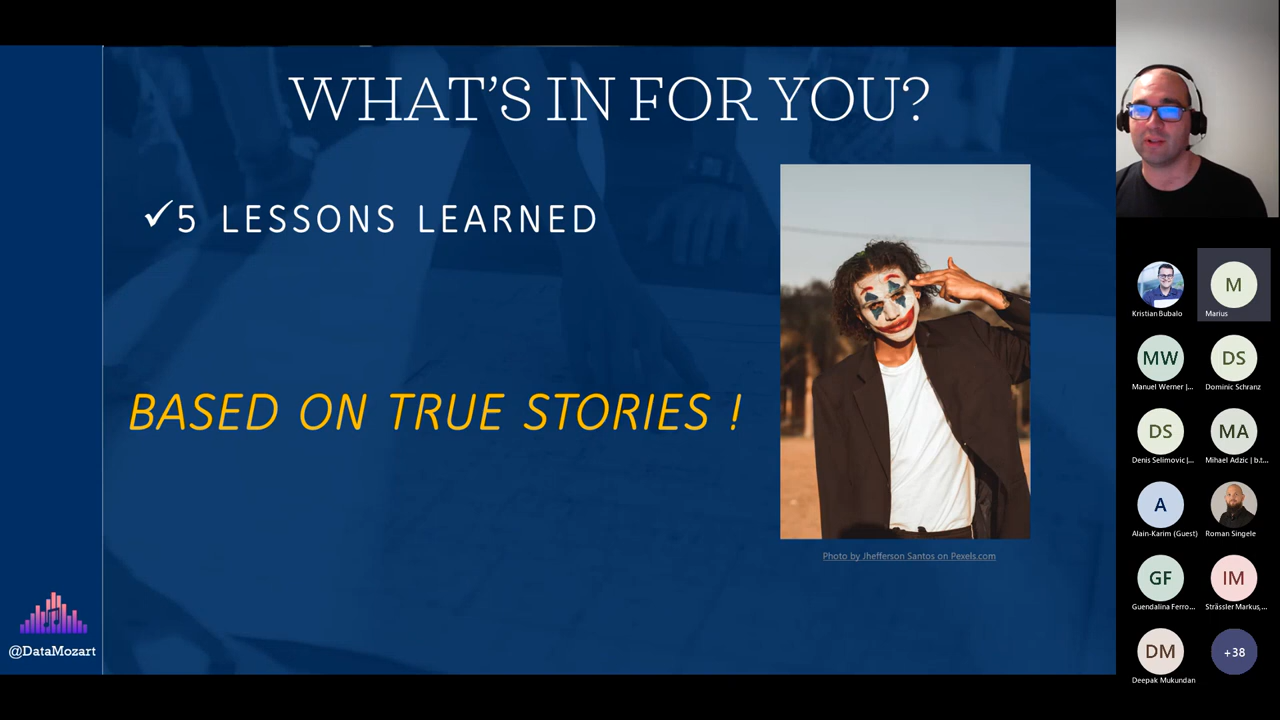 WHAT'S IN FOR YOU?
✓5 LESSONS LEARNED
BASED ON TRUE STORIES !
Photo by Jhefferson Santos on Pexels.com
@DataMozart
Kristian Bubalo
M
Marius
MW
Manuel Werner |...
DS
Dominic Schranz
DS
Denis Selimovic |...
MA
Mihael Adzic | b.t...
A
Alain-Karim (Guest)
Roman Singele
GF
Guendalina Ferro...
IM
Strässler Markus,...
DM
Deepak Mukundan
+38